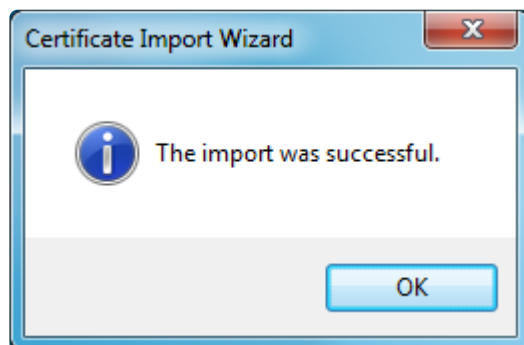 Certificate Import Wizard
The import was successful.
OK